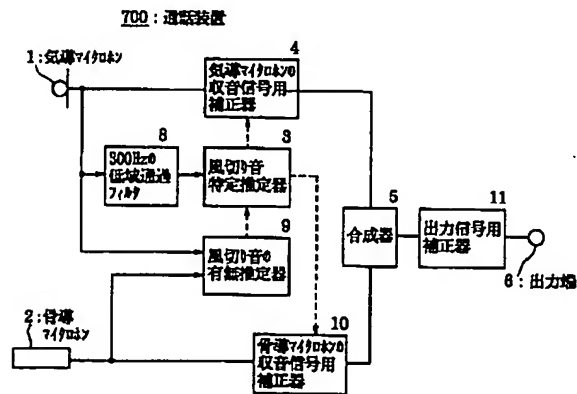 700：通話装置
1：気導マイクロホン
4
気導マイクロホンの
収音信号用
補正器
8
300Hzの
低域通過
フィルタ
3
風切り音
特定推定器
9
風切り音の
有無推定器
5
合成器
11
出力信号用
補正器
6：出力端
2：骨導
マイクロホン
10
骨導マイクロホンの
収音信号用
補正器